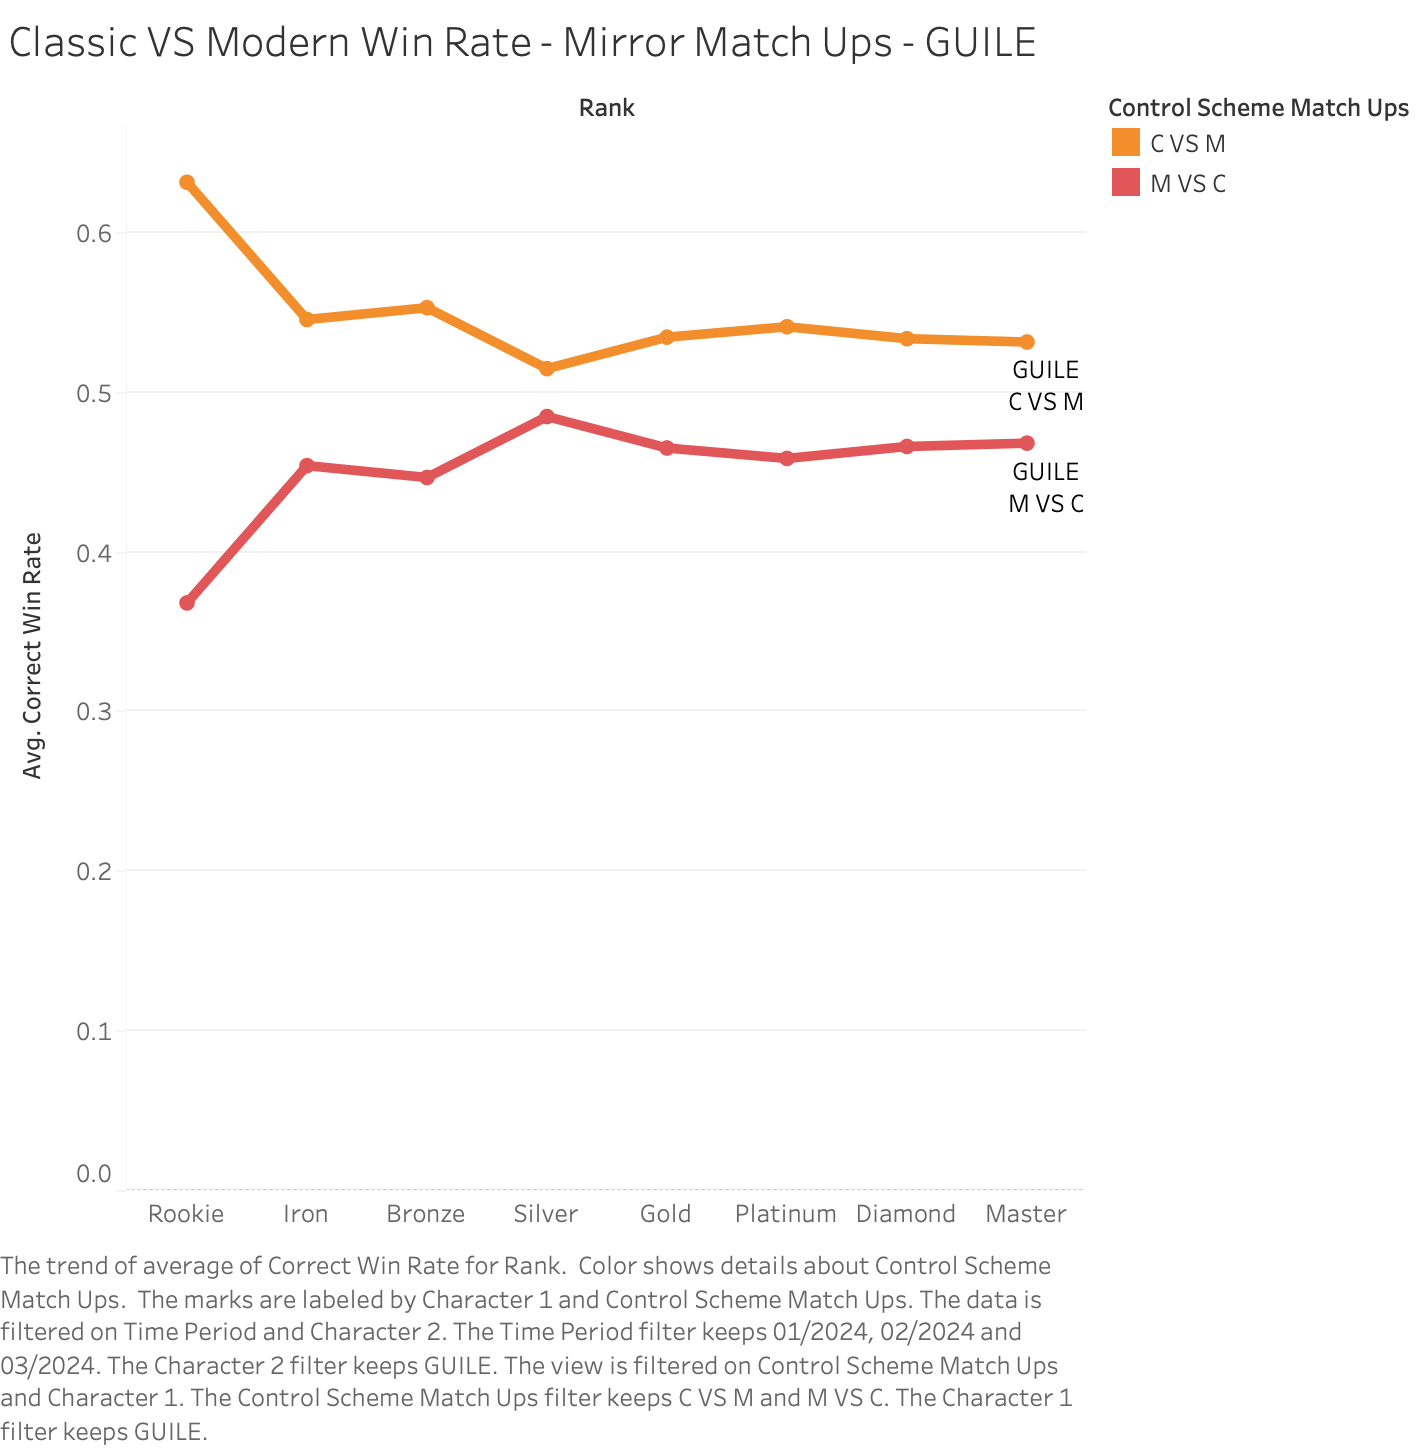 Classic VS Modern Win Rate - Mirror Match Ups - GUILE
Rank
Control Scheme Match Ups
C VS M
M VS C
Avg. Correct Win Rate
0.6
0.5
0.4
0.3
0.2
0.1
0.0
GUILE
C VS M
GUILE
M VS C
Rookie Iron Bronze Silver Gold Platinum Diamond Master
The trend of average of Correct Win Rate for Rank.  Color shows details about Control Scheme
Match Ups.  The marks are labeled by Character 1 and Control Scheme Match Ups. The data is
filtered on Time Period and Character 2. The Time Period filter keeps 01/2024, 02/2024 and
03/2024. The Character 2 filter keeps GUILE. The view is filtered on Control Scheme Match Ups
and Character 1. The Control Scheme Match Ups filter keeps C VS M and M VS C. The Character 1
filter keeps GUILE.